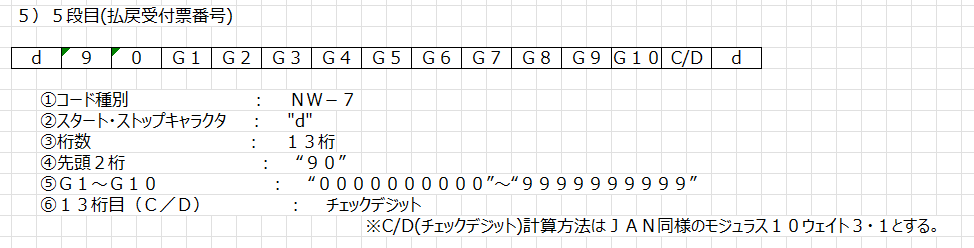 ５）５段目(払戻受付票番号)
d ９ ０ Ｇ１ Ｇ２ Ｇ３ Ｇ４ Ｇ５ Ｇ６ Ｇ７ Ｇ８ Ｇ９ Ｇ１０ C/D d
①コード種別 ： ＮＷ－７
②スタート・ストップキャラクタ ： "d"
③桁数 ： １３桁
④先頭２桁 ： “９０”
⑤Ｇ１～Ｇ１０ ： “００００００００００”～“９９９９９９９９９９”
⑥１３桁目（Ｃ／Ｄ） ： チェックデジット
※C/D(チェックデジット)計算方法はＪＡＮ同様のモジュラス１０ウェイト３・１とする。